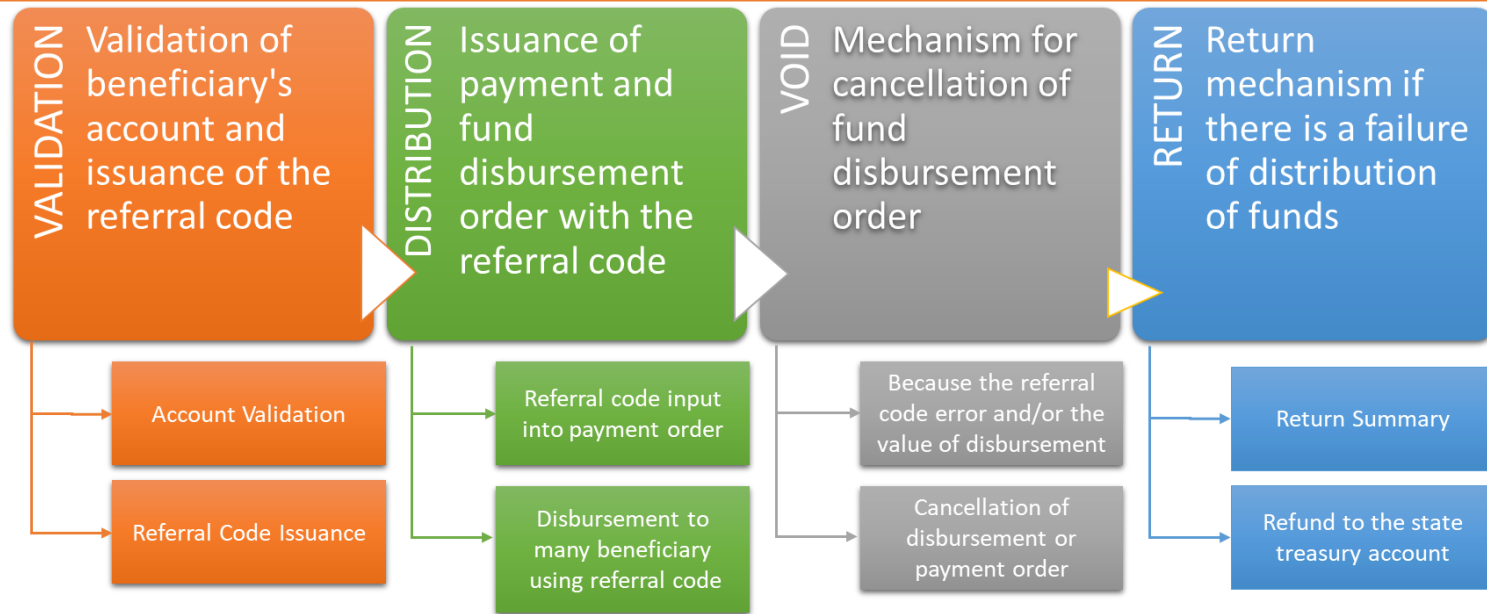 VALIDATION
Validation of
beneficiary's
account and
issuance of the
referral code
DISTRIBUTION
Issuance of
payment and
fund
disbursement
order with the
referral code
VOID
Mechanism for
cancellation of
fund
disbursement
order
RETURN
Return
mechanism if
there is a failure
of distribution
of funds
Account Validation
Referral Code Issuance
Referral code input
into payment order
Disbursement to
many beneficiary
using referral code
Because the referral
code error and/or the
value of disbursement
Cancellation of
disbursement or
payment order
Return Summary
Refund to the state
treasury account